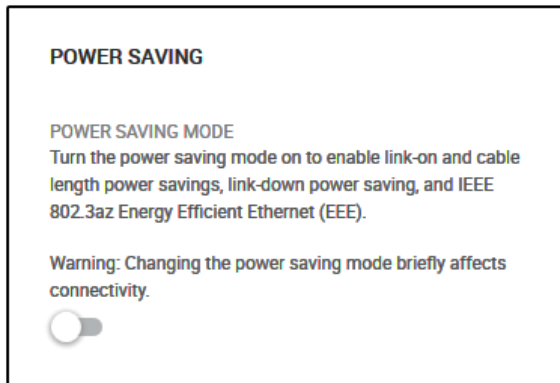 POWER SAVING
POWER SAVING MODE
Turn the power saving mode on to enable link-on and cable
length power savings, link-down power saving, and IEEE
802.3az Energy Efficient Ethernet (EEE).
Warning: Changing the power saving mode briefly affects
connectivity.